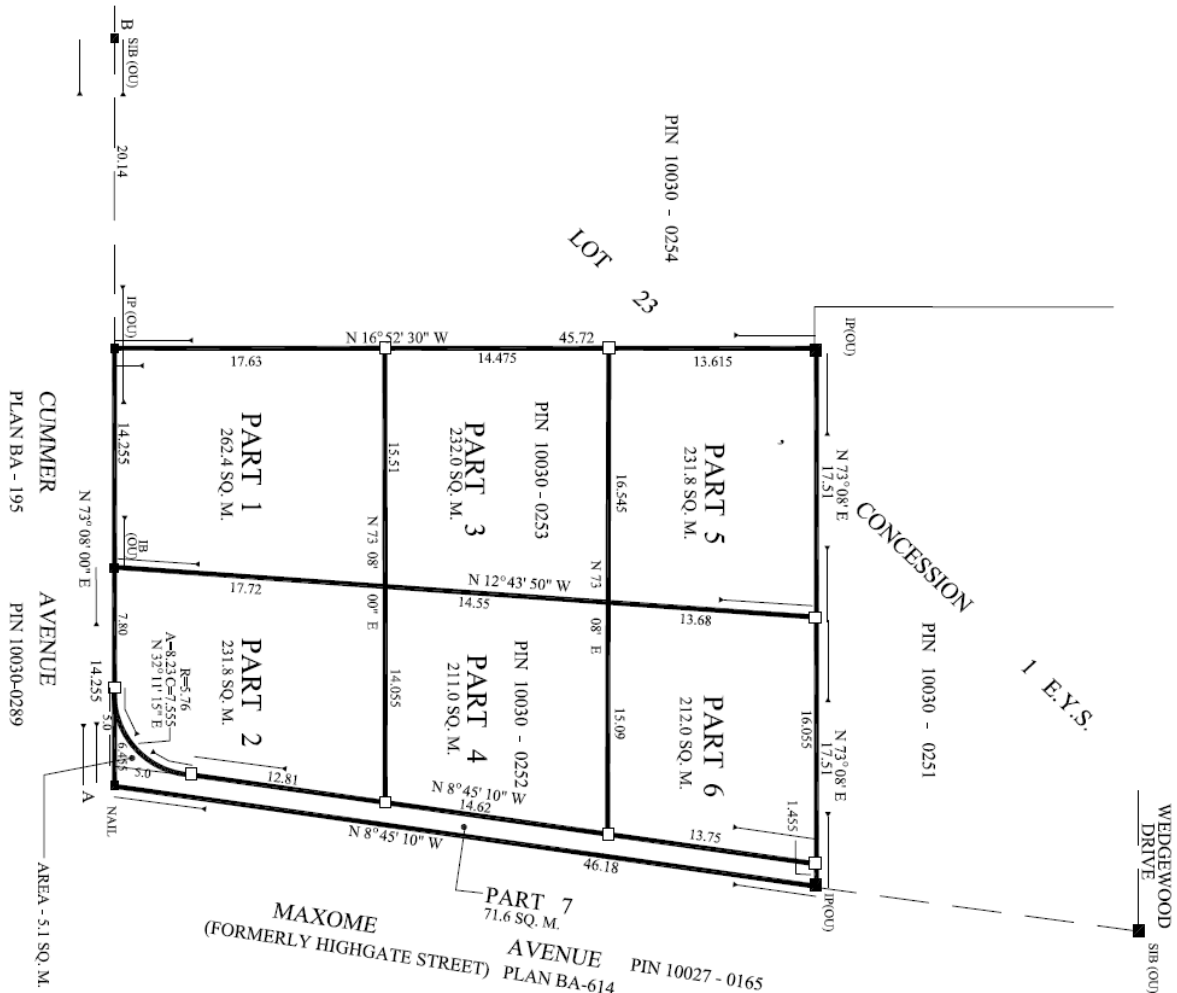 B
SIB (OU)
20.14
IP (OU)
PIN 10030 - 0254
LOT 23
IP(OU)
N 16°52' 30" W
45.72
17.63
14.475
13.615
CUMMER AVENUE
PLAN BA - 195 PIN 10030-0289
N 73°08' 00" E
14.255
PART 1
262.4 SQ. M.
15.51
PART 3
232.0 SQ. M.
PIN 10030 - 0253
16.545
PART 5
231.8 SQ. M.
N 73°08' E
17.51
CONCESSION 1 E.Y.S.
PIN 10030 - 0251
IB
(OU)
N 73 08' 00" E
N 12°43' 50" W
N 73 08' E
17.72
14.55
13.68
7.80
14.255
5.0
6.455
5.0
R=5.76
A=8.23 C=7.555
N 32°11' 15" E
PART 2
231.8 SQ. M.
14.055
PART 4
211.0 SQ. M.
PIN 10030 - 0252
15.09
PART 6
212.0 SQ. M.
16.055
N 73°08' E
17.51
1.455
12.81
N 8°45' 10" W
14.62
13.75
A
NAIL
N 8°45' 10" W
46.18
AREA - 5.1 SQ. M.
PART 7
71.6 SQ. M.
IP(OU)
WEDGEWOOD
DRIVE
SIB (OU)
MAXOME AVENUE PIN 10027 - 0165
(FORMERLY HIGHGATE STREET) PLAN BA-614